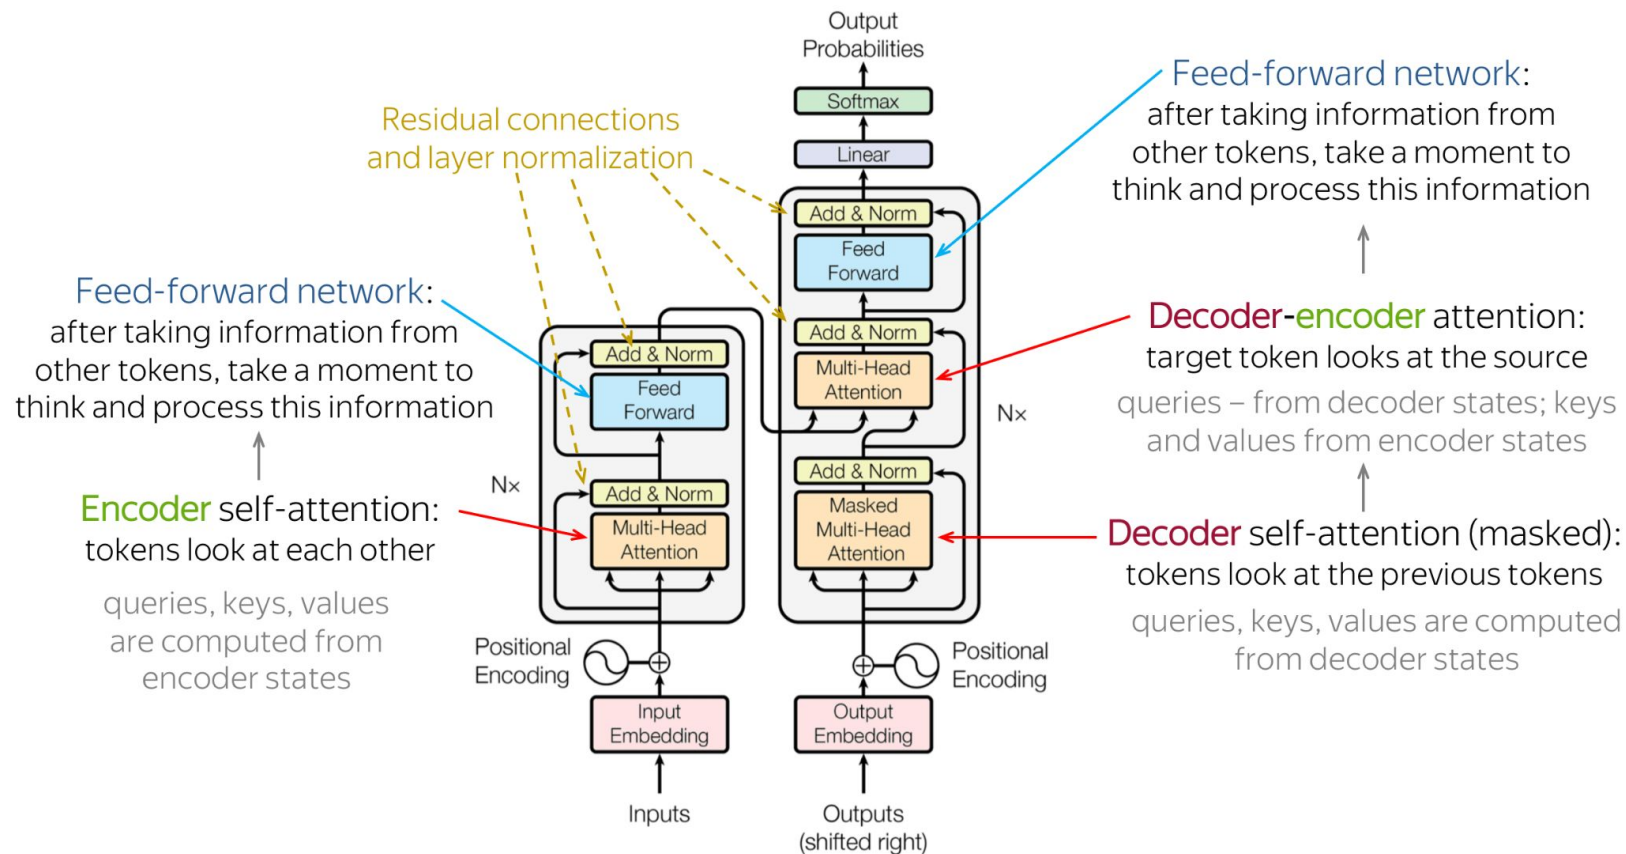 Output
Probabilities
Softmax
Linear
Add & Norm
Feed
Forward
Add & Norm
Multi-Head
Attention
Add & Norm
Masked
Multi-Head
Attention
Nx
Positional
Encoding
Output
Embedding
Outputs
(shifted right)
Residual connections
and layer normalization
Add & Norm
Feed
Forward
Add & Norm
Multi-Head
Attention
N×
Positional
Encoding
Input
Embedding
Inputs
Feed-forward network:
after taking information from
other tokens, take a moment to
think and process this information
Encoder self-attention:
tokens look at each other
queries, keys, values
are computed from
encoder states
Feed-forward network:
after taking information from
other tokens, take a moment to
think and process this information
Decoder-encoder attention:
target token looks at the source
queries – from decoder states; keys
and values from encoder states
Decoder self-attention (masked):
tokens look at the previous tokens
queries, keys, values are computed
from decoder states